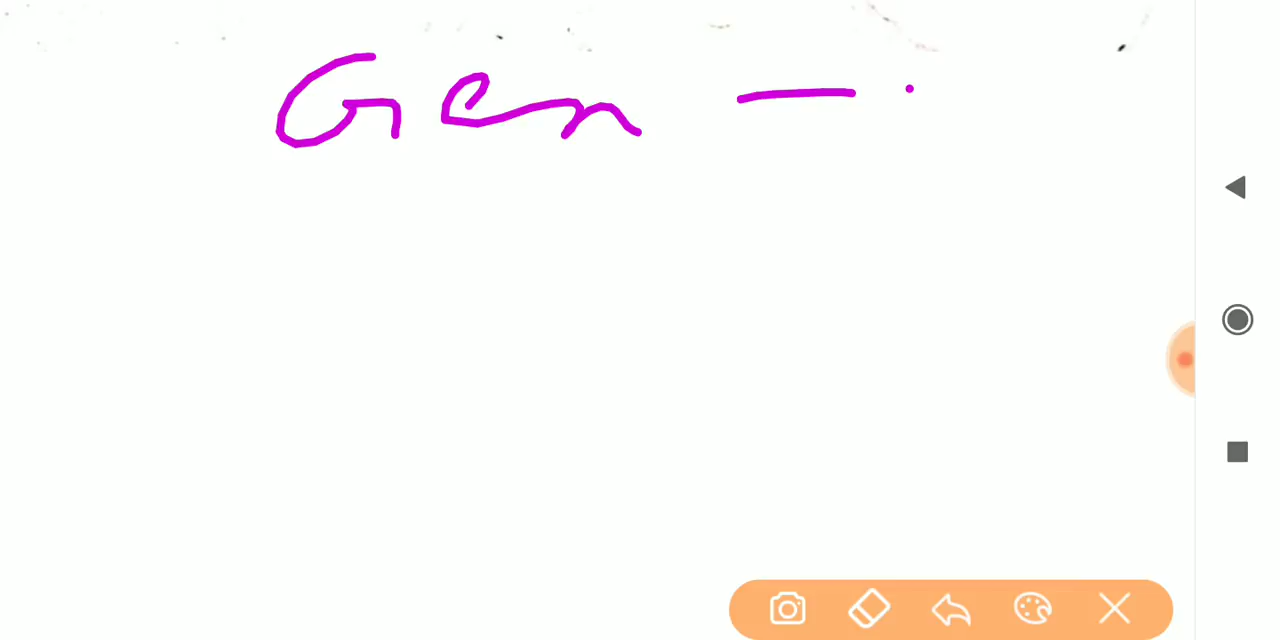 Gen — .